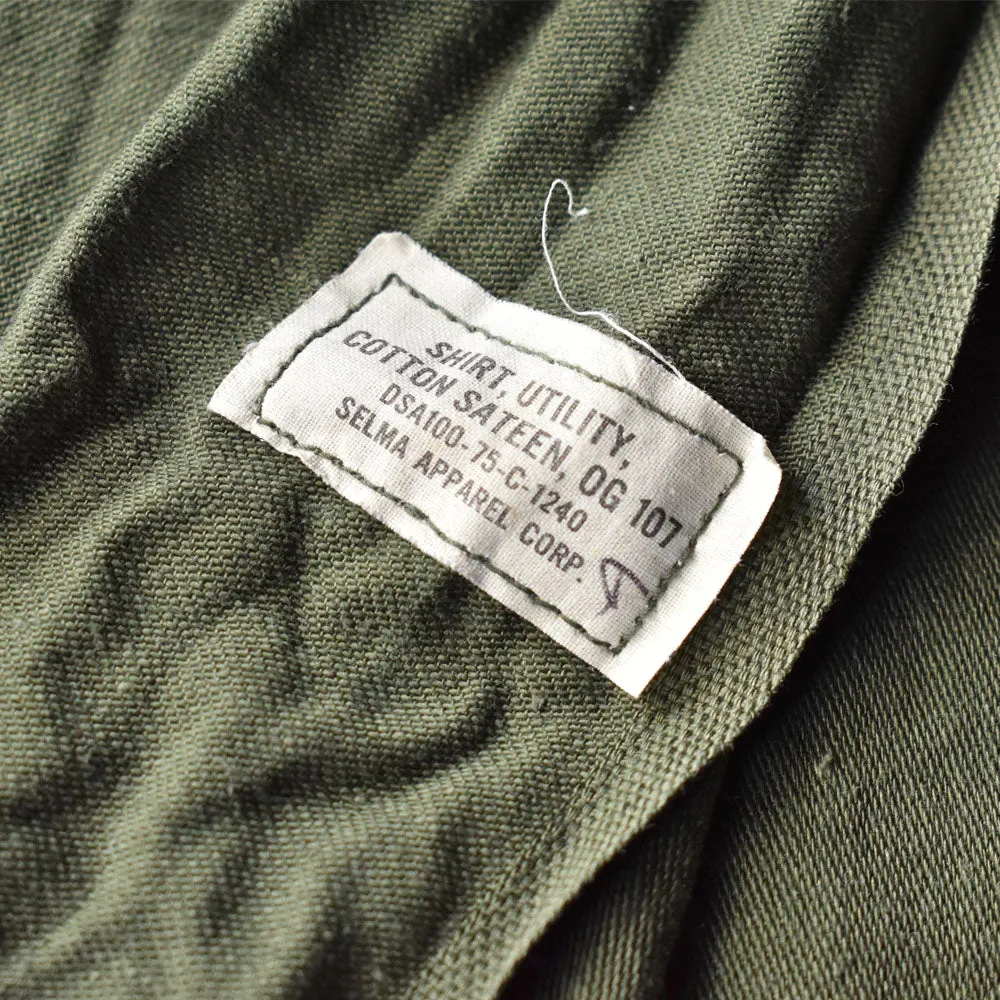 SHIRT, UTILITY,
COTTON SATEEN, OG 107
DSA100-75-C-1240
SELMA APPAREL CORP.